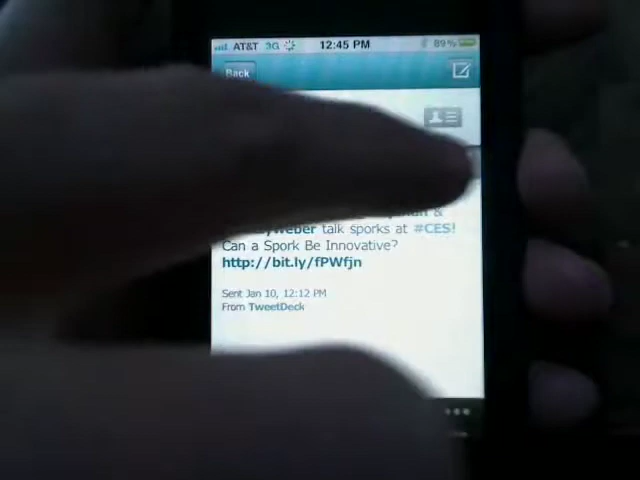 AT&T 3G 12:45 PM 89%
Back
&
talk sporks at #CES!
Can a Spork Be Innovative?
http://bit.ly/fPWfjn
Sent Jan 10, 12:12 PM
From TweetDeck